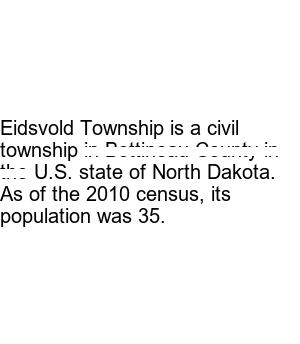 Eidsvold Township is a civil
township in Bottineau County in
the U.S. state of North Dakota.
As of the 2010 census, its
population was 35.